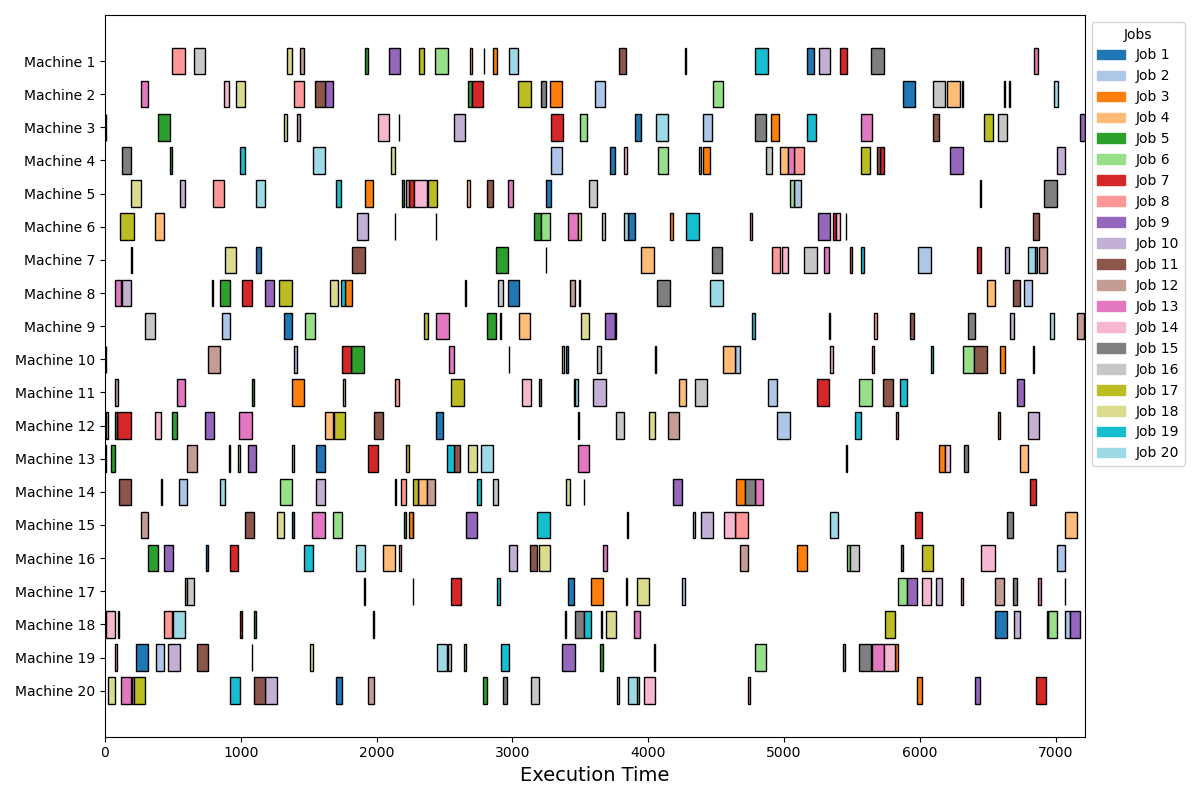 Machine 1
Machine 2
Machine 3
Machine 4
Machine 5
Machine 6
Machine 7
Machine 8
Machine 9
Machine 10
Machine 11
Machine 12
Machine 13
Machine 14
Machine 15
Machine 16
Machine 17
Machine 18
Machine 19
Machine 20
0 1000 2000 3000 4000 5000 6000 7000
Execution Time
Jobs
Job 1
Job 2
Job 3
Job 4
Job 5
Job 6
Job 7
Job 8
Job 9
Job 10
Job 11
Job 12
Job 13
Job 14
Job 15
Job 16
Job 17
Job 18
Job 19
Job 20